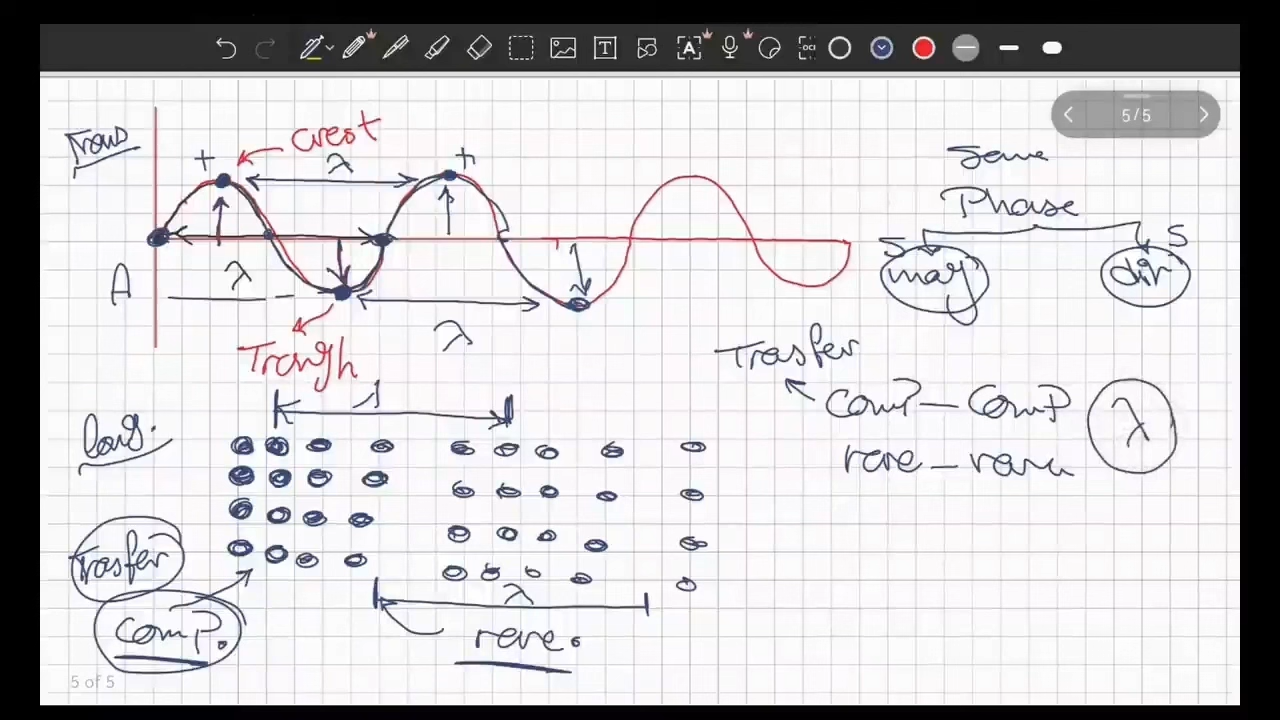 T
A
OCR
5/5
Trans
+
crest
λ
+
Same
Phase
S
S
mag
dir
λ
A
λ
Trough
Trasfer
comP - comP
rare - rare
λ
λ
long.
Trasfer
comP.
λ
rare.
5 of 5